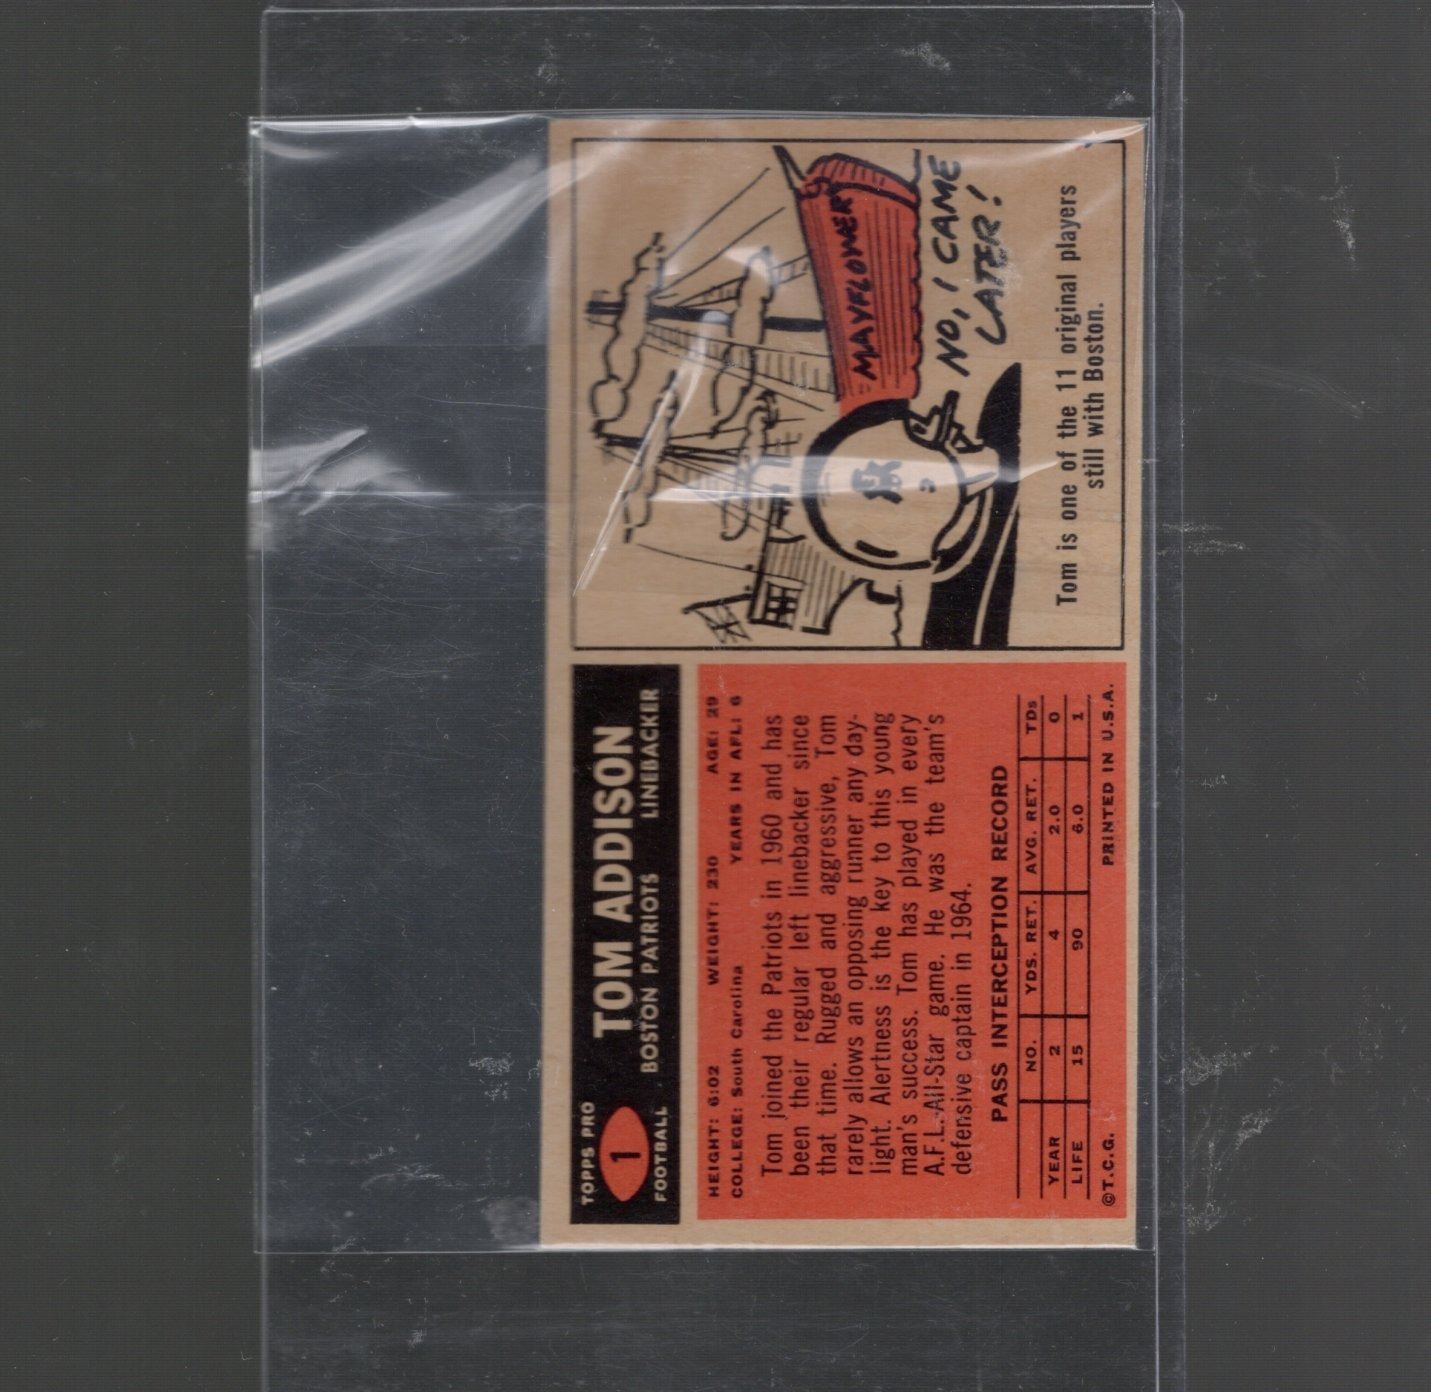 TOPPS PRO
1
FOOTBALL
TOM ADDISON
BOSTON PATRIOTS LINEBACKER
HEIGHT: 6:02 WEIGHT: 230 AGE: 29
COLLEGE: South Carolina YEARS IN AFL: 6
Tom joined the Patriots in 1960 and has
been their regular left linebacker since
that time. Rugged and aggressive, Tom
rarely allows an opposing runner any day-
light. Alertness is the key to this young
man's success. Tom has played in every
A.F.L. All-Star game. He was the team's
defensive captain in 1964.
PASS INTERCEPTION RECORD
NO. YDS. RET. AVG. RET. TDs
YEAR 2 4 2.0 0
LIFE 15 90 6.0 1
©T.C.G. PRINTED IN U.S.A.
MAYFLOWER
NO, I CAME
LATER!
Tom is one of the 11 original players
still with Boston.